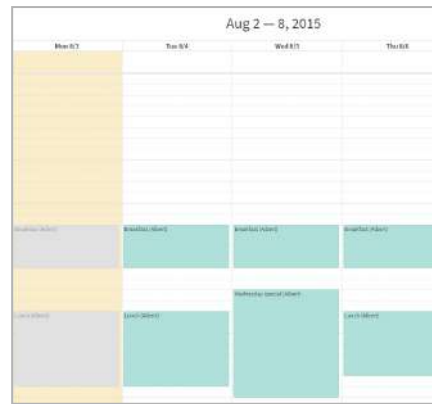 Aug 2 — 8, 2015
Mon 8/3 Tue 8/4 Wed 8/5 Thu 8/6
Breakfast (Albert) Breakfast (Albert) Breakfast (Albert) Breakfast (Albert)
Wednesday special (Albert)
Lunch (Albert) Lunch (Albert) Lunch (Albert)